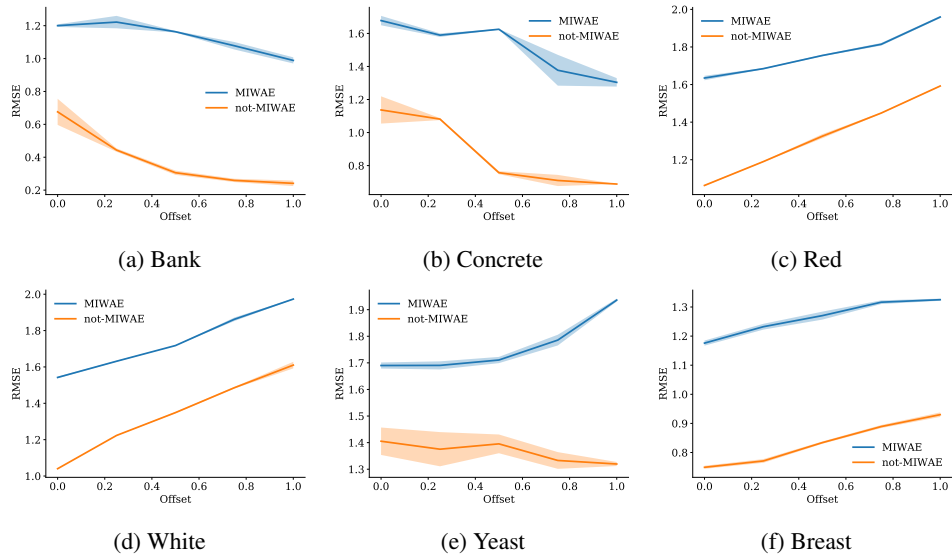 1.2
1.0
0.8
0.6
0.4
0.2
RMSE
MIWAE
not-MIWAE
0.0 0.2 0.4 0.6 0.8 1.0
Offset
(a) Bank
1.6
1.4
1.2
1.0
0.8
RMSE
MIWAE
not-MIWAE
0.0 0.2 0.4 0.6 0.8 1.0
Offset
(b) Concrete
2.0
1.8
1.6
1.4
1.2
RMSE
MIWAE
not-MIWAE
0.0 0.2 0.4 0.6 0.8 1.0
Offset
(c) Red
2.0
1.8
1.6
1.4
1.2
1.0
RMSE
MIWAE
not-MIWAE
0.0 0.2 0.4 0.6 0.8 1.0
Offset
(d) White
1.9
1.8
1.7
1.6
1.5
1.4
1.3
RMSE
MIWAE
not-MIWAE
0.0 0.2 0.4 0.6 0.8 1.0
Offset
(e) Yeast
1.3
1.2
1.1
1.0
0.9
0.8
RMSE
MIWAE
not-MIWAE
0.0 0.2 0.4 0.6 0.8 1.0
Offset
(f) Breast